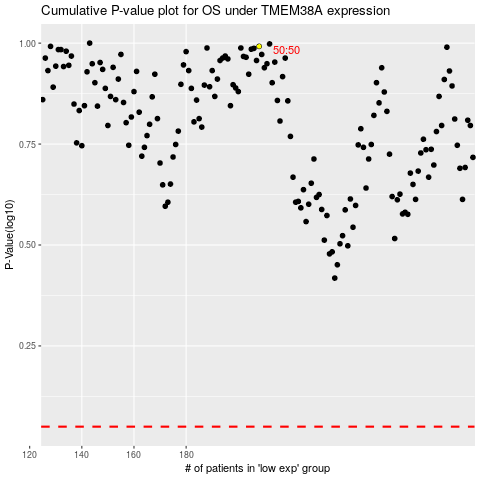 Cumulative P-value plot for OS under TMEM38A expression
1.00
50:50
0.75
0.50
0.25
P-Value(log10)
120 140 160 180
# of patients in 'low exp' group